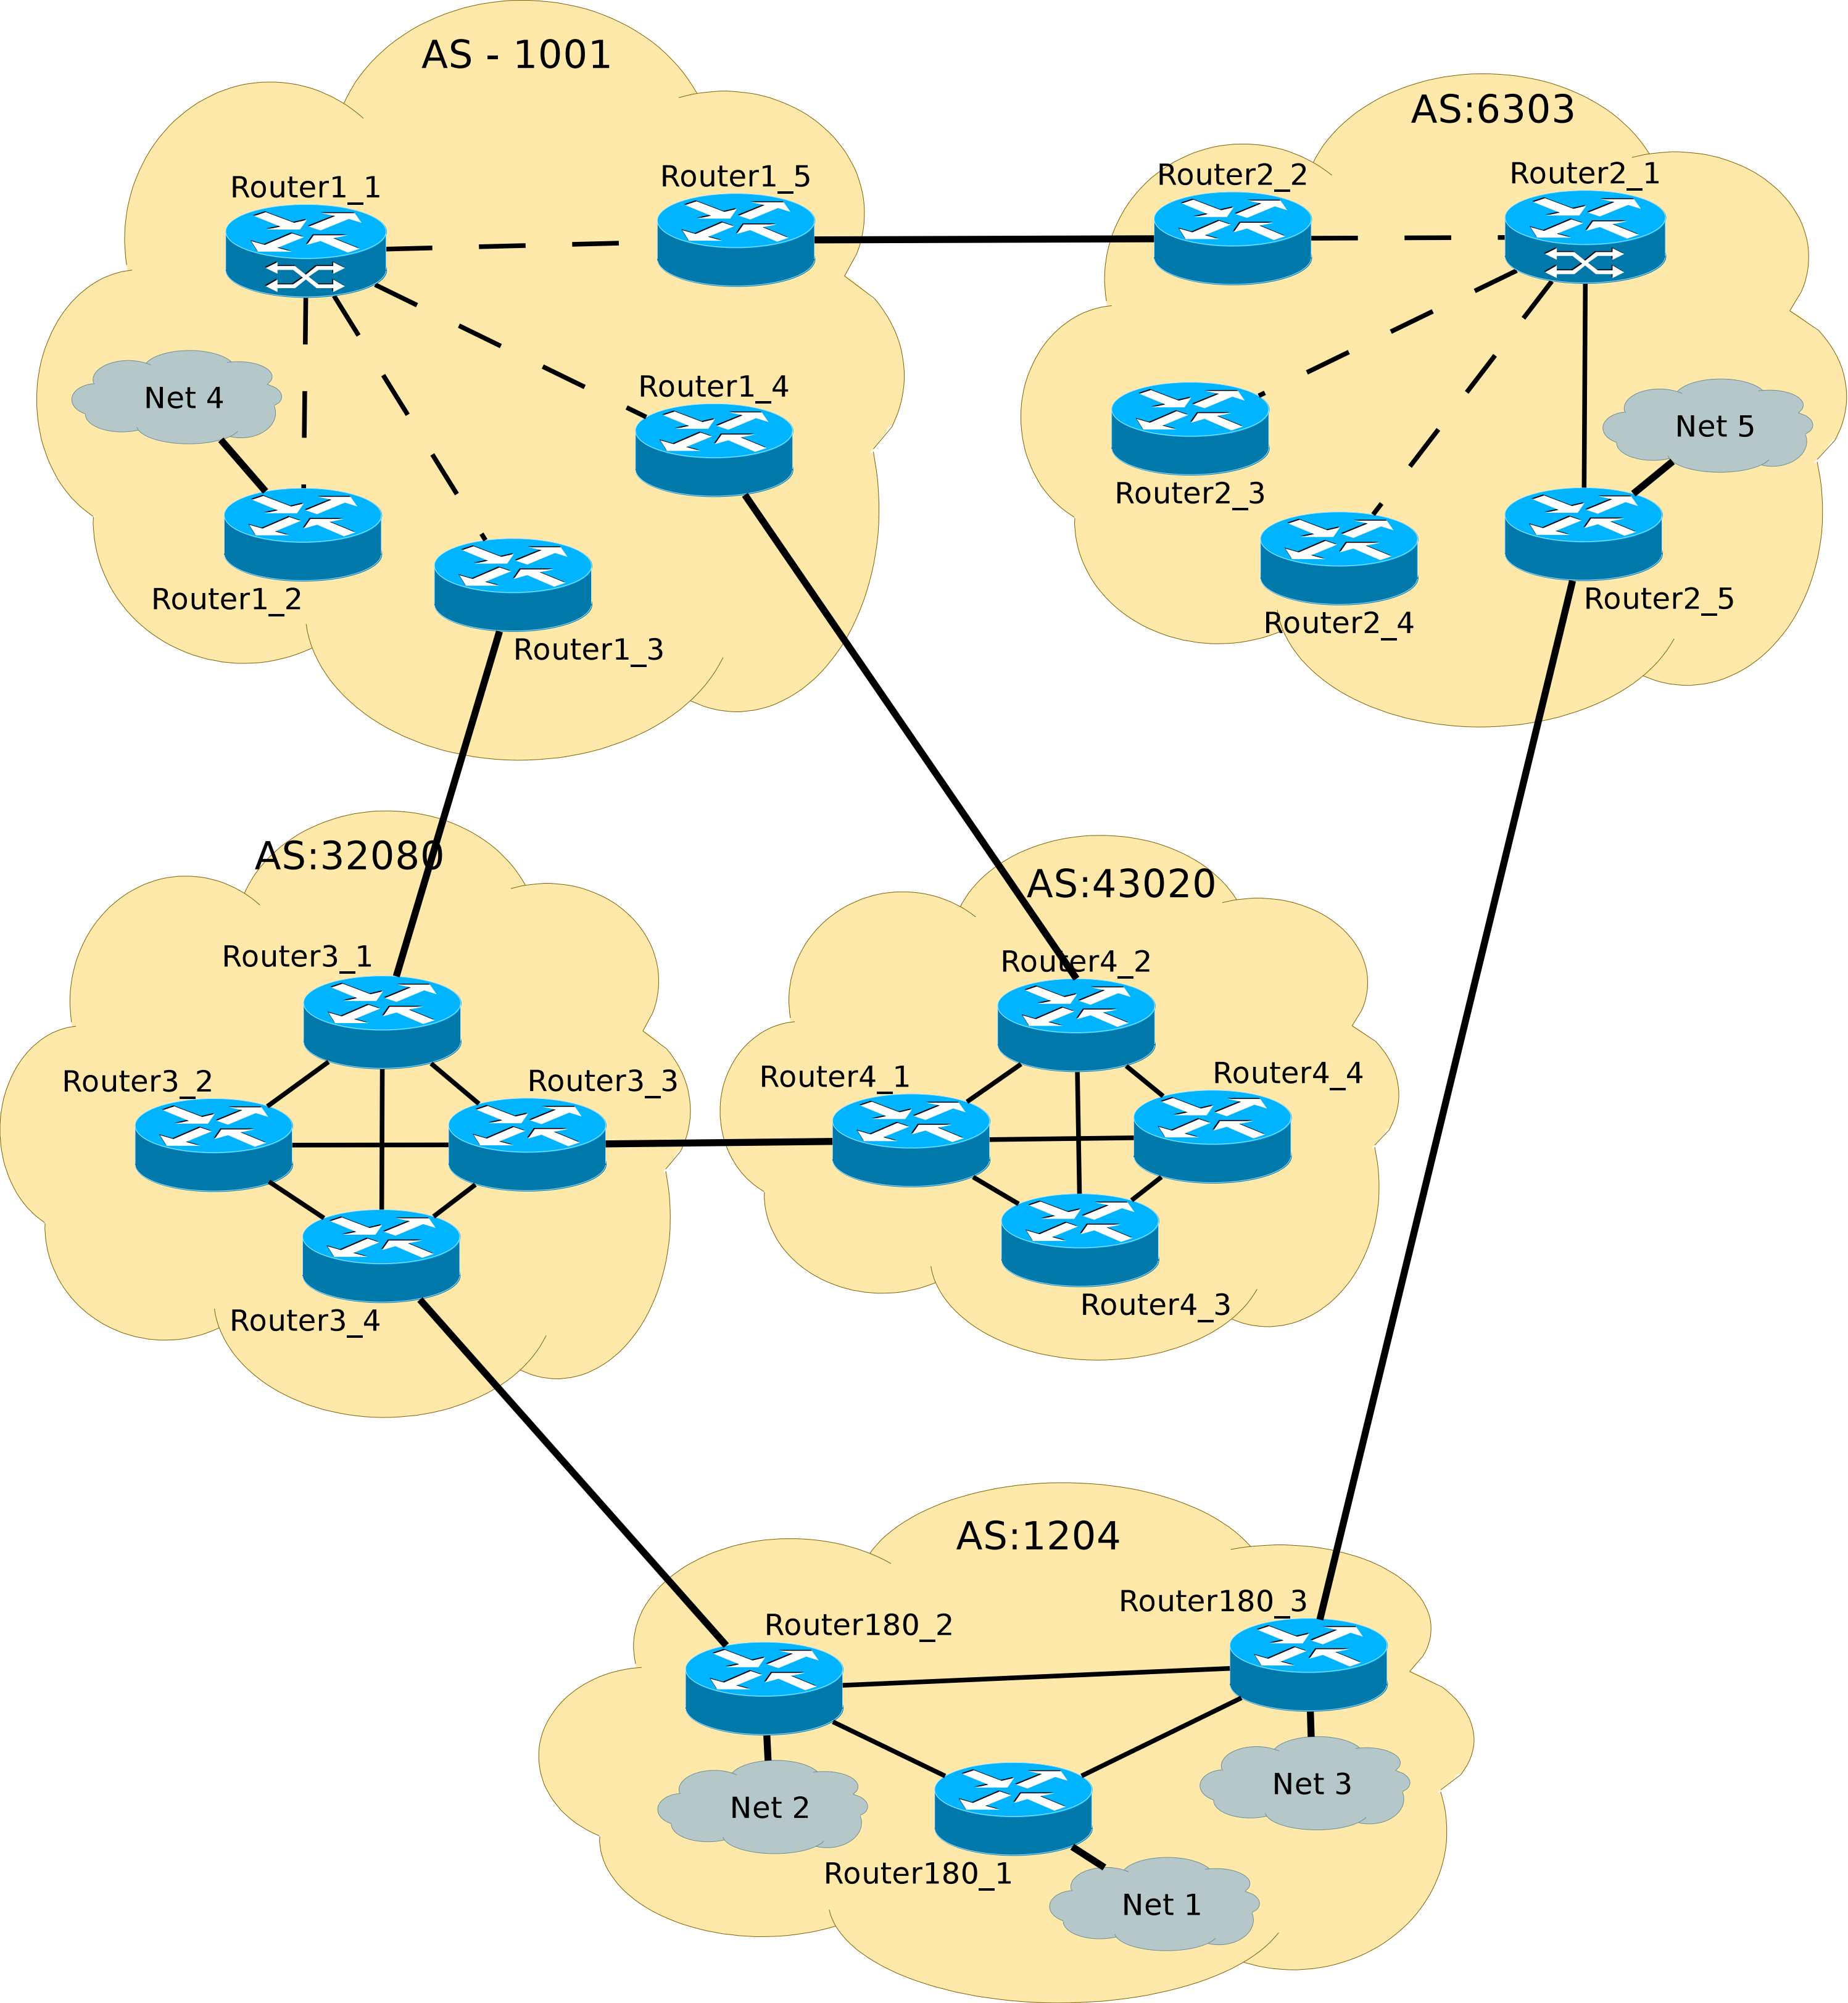 AS - 1001
AS:6303
Router1_1
Router1_5
Router2_2
Router2_1
Net 4
Router1_4
Net 5
Router2_3
Router1_2
Router1_3
Router2_4
Router2_5
AS:32080
AS:43020
Router3_1
Router4_2
Router3_2
Router3_3
Router4_1
Router4_4
Router3_4
Router4_3
AS:1204
Router180_2
Router180_3
Net 2
Net 3
Router180_1
Net 1